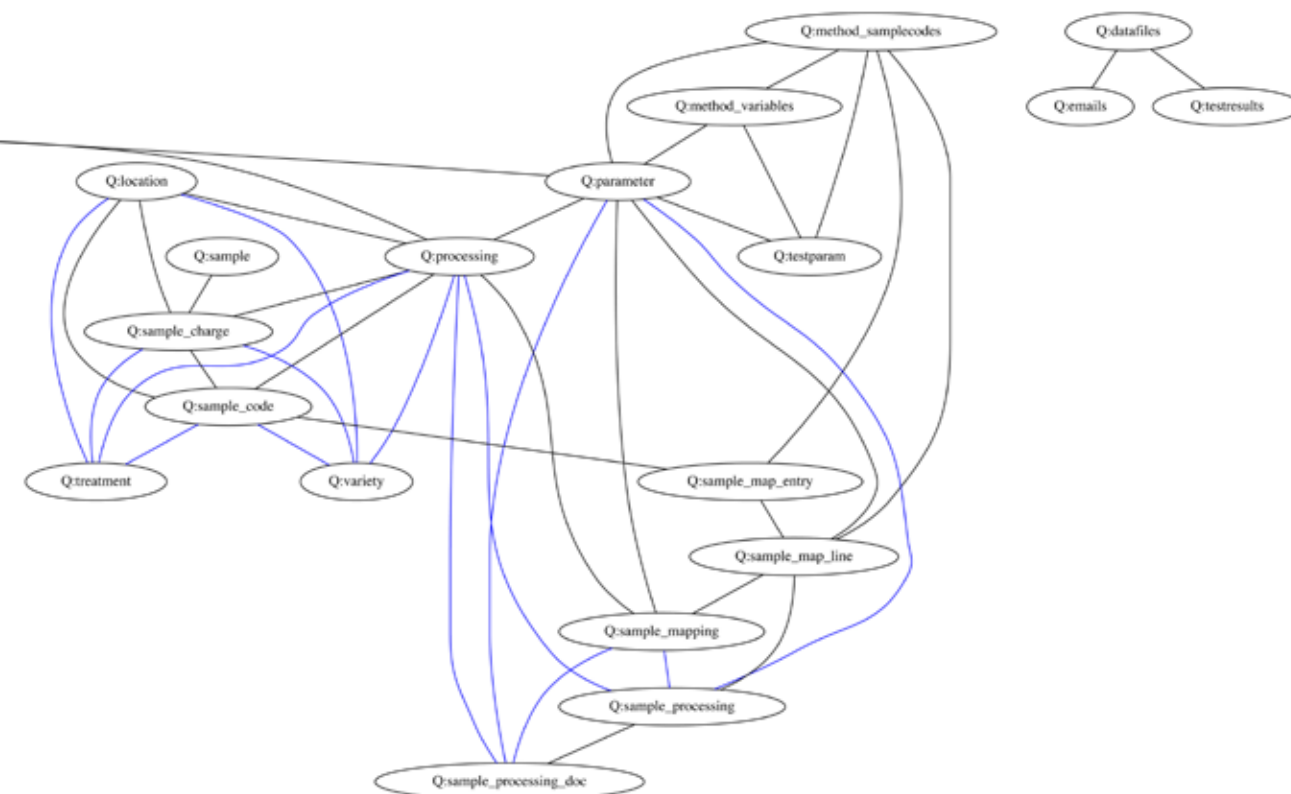 Q:method_samplecodes
Q:datafiles
Q:method_variables
Q:emails
Q:testresults
Q:location
Q:parameter
Q:sample
Q:processing
Q:testparam
Q:sample_charge
Q:sample_code
Q:treatment
Q:variety
Q:sample_map_entry
Q:sample_map_line
Q:sample_mapping
Q:sample_processing
Q:sample_processing_doc